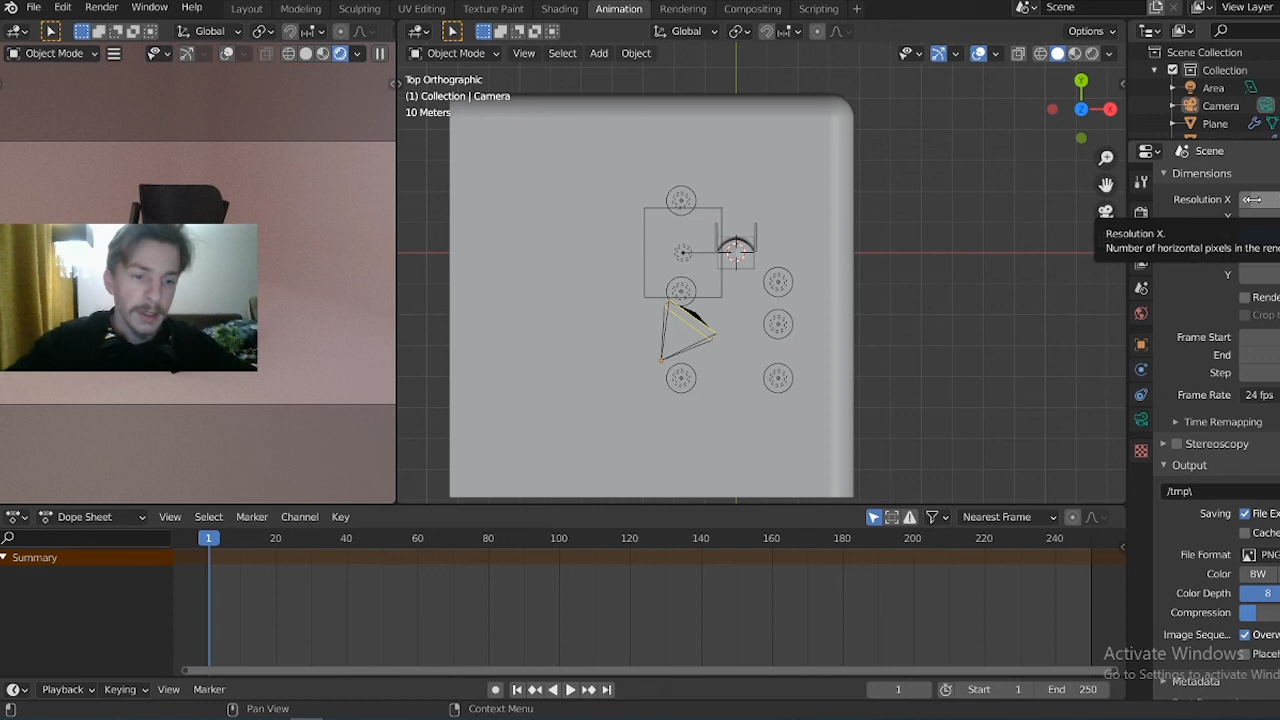 File Edit Render Window Help Layout Modeling Sculpting UV Editing Texture Paint Shading Animation Rendering Compositing Scripting + Scene View Layer
Global Global Options
Object Mode Object Mode View Select Add Object
Top Orthographic
(1) Collection | Camera
10 Meters
Y
X
Z
Scene Collection
Collection
Area
Camera
Plane
Scene
Dimensions
Resolution X
Resolution X.
Number of horizontal pixels in the
Y
Frame Start
End
Step
Frame Rate 24 fps
Time Remapping
Stereoscopy
Output
/tmp\
Saving File
File Format PNG
Color BW
Color Depth 8
Compression
Image Seque...
Metadata
Activate Windows
Go to Settings to activate
Dope Sheet View Select Marker Channel Key Nearest Frame
1 20 40 60 80 100 120 140 160 180 200 220 240
Summary
Playback Keying View Marker 1 Start 1 End 250
Pan View Context Menu